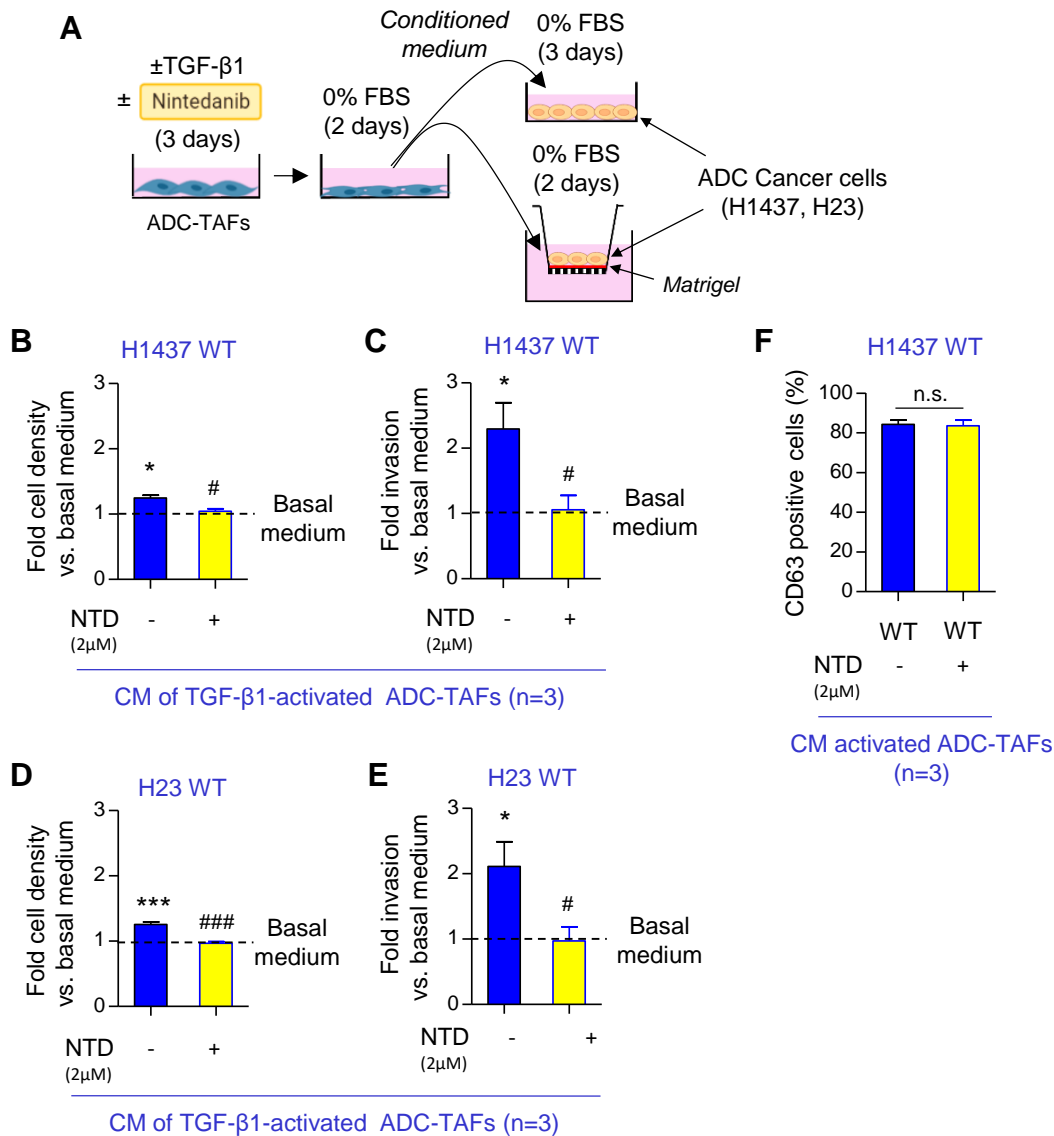 A
±TGF-β1
± Nintedanib
(3 days)
ADC-TAFs
0% FBS
(2 days)
Conditioned
medium
0% FBS
(3 days)
0% FBS
(2 days)
ADC Cancer cells
(H1437, H23)
Matrigel
B
H1437 WT
Fold cell density
vs. basal medium
3
2
1
0
*
#
Basal
medium
NTD - +
(2µM)
C
H1437 WT
Fold invasion
vs. basal medium
3
2
1
0
*
#
Basal
medium
NTD - +
(2µM)
CM of TGF-β1-activated ADC-TAFs (n=3)
F
H1437 WT
CD63 positive cells (%)
100
80
60
40
20
0
n.s.
WT WT
NTD - +
(2µM)
CM activated ADC-TAFs
(n=3)
D
H23 WT
Fold cell density
vs. basal medium
3
2
1
0
***
###
Basal
medium
NTD - +
(2µM)
E
H23 WT
Fold invasion
vs. basal medium
3
2
1
0
*
#
Basal
medium
NTD - +
(2µM)
CM of TGF-β1-activated ADC-TAFs (n=3)